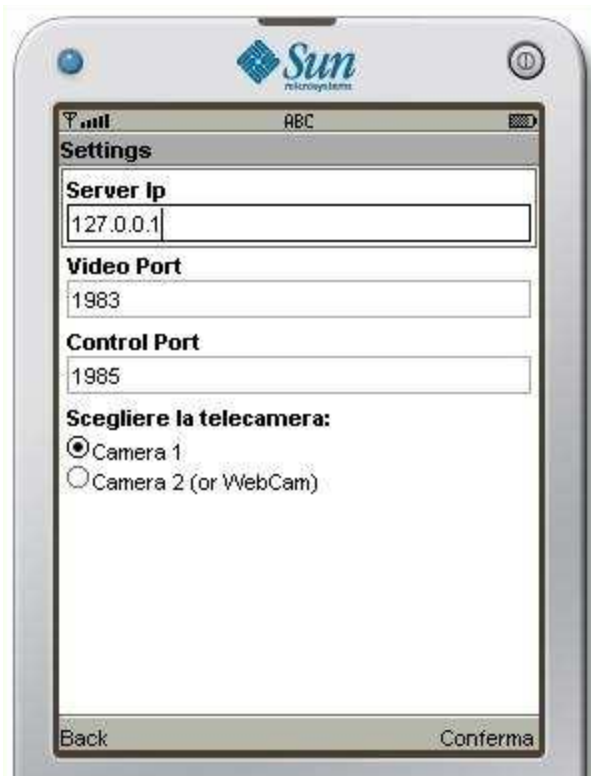 Sun
microsystems
ABC
Settings
Server Ip
127.0.0.1
Video Port
1983
Control Port
1985
Scegliere la telecamera:
Camera 1
Camera 2 (or WebCam)
Back Conferma